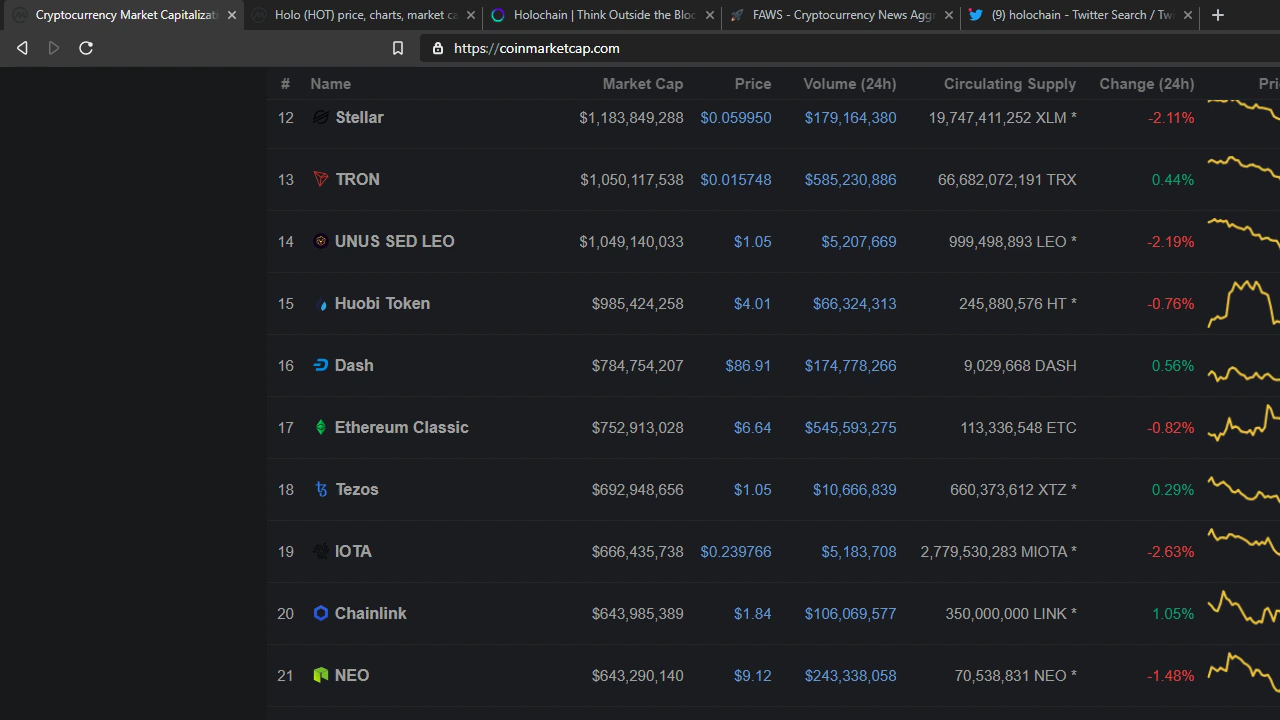 Cryptocurrency Market Capitalizat
Holo (HOT) price, charts, market ca
Holochain | Think Outside the Bloc
FAWS - Cryptocurrency News Aggr
(9) holochain - Twitter Search / Tw
https://coinmarketcap.com
# Name Market Cap Price Volume (24h) Circulating Supply Change (24h) Pri
12 Stellar $1,183,849,288 $0.059950 $179,164,380 19,747,411,252 XLM * -2.11%
13 TRON $1,050,117,538 $0.015748 $585,230,886 66,682,072,191 TRX 0.44%
14 UNUS SED LEO $1,049,140,033 $1.05 $5,207,669 999,498,893 LEO * -2.19%
15 Huobi Token $985,424,258 $4.01 $66,324,313 245,880,576 HT * -0.76%
16 Dash $784,754,207 $86.91 $174,778,266 9,029,668 DASH 0.56%
17 Ethereum Classic $752,913,028 $6.64 $545,593,275 113,336,548 ETC -0.82%
18 Tezos $692,948,656 $1.05 $10,666,839 660,373,612 XTZ * 0.29%
19 IOTA $666,435,738 $0.239766 $5,183,708 2,779,530,283 MIOTA * -2.63%
20 Chainlink $643,985,389 $1.84 $106,069,577 350,000,000 LINK * 1.05%
21 NEO $643,290,140 $9.12 $243,338,058 70,538,831 NEO * -1.48%